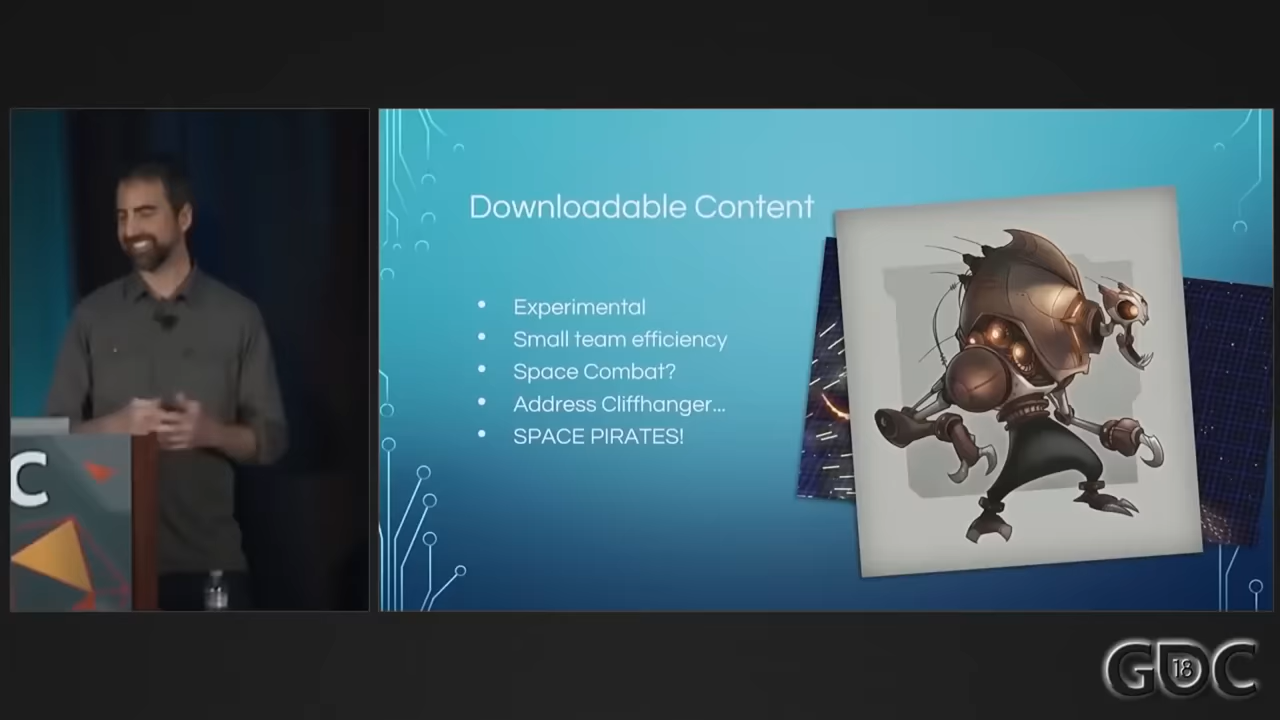 C
Downloadable Content
• Experimental
• Small team efficiency
• Space Combat?
• Address Cliffhanger...
• SPACE PIRATES!
GDC
18